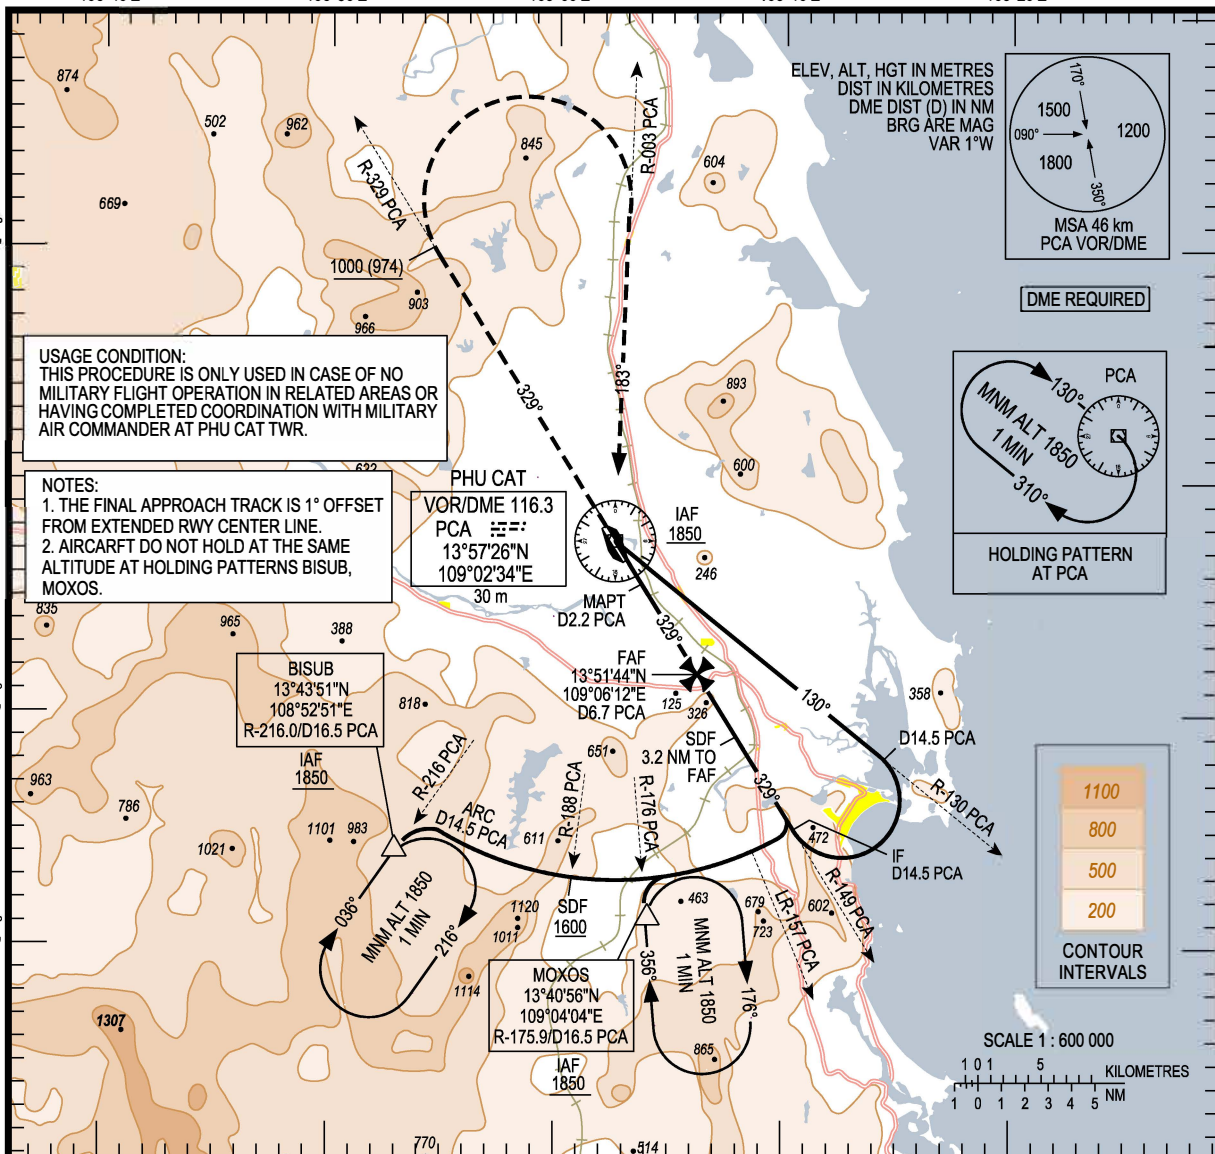 874
502
962
845
604
669
R-329 PCA
R-003 PCA
ELEV, ALT, HGT IN METRES
DIST IN KILOMETRES
DME DIST (D) IN NM
BRG ARE MAG
VAR 1°W
170°
1500
1200
090°
1800
350°
MSA 46 km
PCA VOR/DME
DME REQUIRED
1000 (974)
903
966
USAGE CONDITION:
THIS PROCEDURE IS ONLY USED IN CASE OF NO
MILITARY FLIGHT OPERATION IN RELATED AREAS OR
HAVING COMPLETED COORDINATION WITH MILITARY
AIR COMMANDER AT PHU CAT TWR.
329°
183°
893
600
PCA
130°
MNM ALT 1850
1 MIN
310°
HOLDING PATTERN
AT PCA
NOTES:
1. THE FINAL APPROACH TRACK IS 1° OFFSET
FROM EXTENDED RWY CENTER LINE.
2. AIRCARFT DO NOT HOLD AT THE SAME
ALTITUDE AT HOLDING PATTERNS BISUB,
MOXOS.
PHU CAT
VOR/DME 116.3
PCA
13°57'26"N
109°02'34"E
30 m
IAF
1850
246
MAPT
D2.2 PCA
329°
835
965
388
BISUB
13°43'51"N
108°52'51"E
R-216.0/D16.5 PCA
IAF
1850
818
FAF
13°51'44"N
109°06'12"E
D6.7 PCA
125
326
SDF
3.2 NM TO
FAF
329°
130°
358
D14.5 PCA
R-130 PCA
651
R-216 PCA
ARC
D14.5 PCA
R-188 PCA
R-176 PCA
611
963
786
1021
1101
983
472
IF
D14.5 PCA
R-149 PCA
LR-157 PCA
1100
800
500
200
CONTOUR
INTERVALS
036°
MNM ALT 1850
1 MIN
216°
1120
1011
1114
SDF
1600
463
679
723
602
356°
MNM ALT 1850
1 MIN
176°
865
MOXOS
13°40'56"N
109°04'04"E
R-175.9/D16.5 PCA
IAF
1850
1307
770
514
SCALE 1 : 600 000
1 0 1 5
KILOMETRES
NM
1 0 1 2 3 4 5